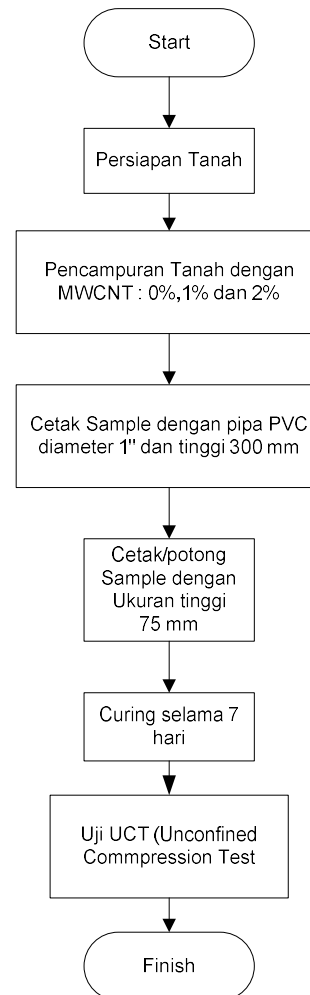 Start
Persiapan Tanah
Pencampuran Tanah dengan
MWCNT : 0%,1% dan 2%
Cetak Sample dengan pipa PVC
diameter 1" dan tinggi 300 mm
Cetak/potong
Sample dengan
Ukuran tinggi
75 mm
Curing selama 7
hari
Uji UCT (Unconfined
Commpression Test
Finish